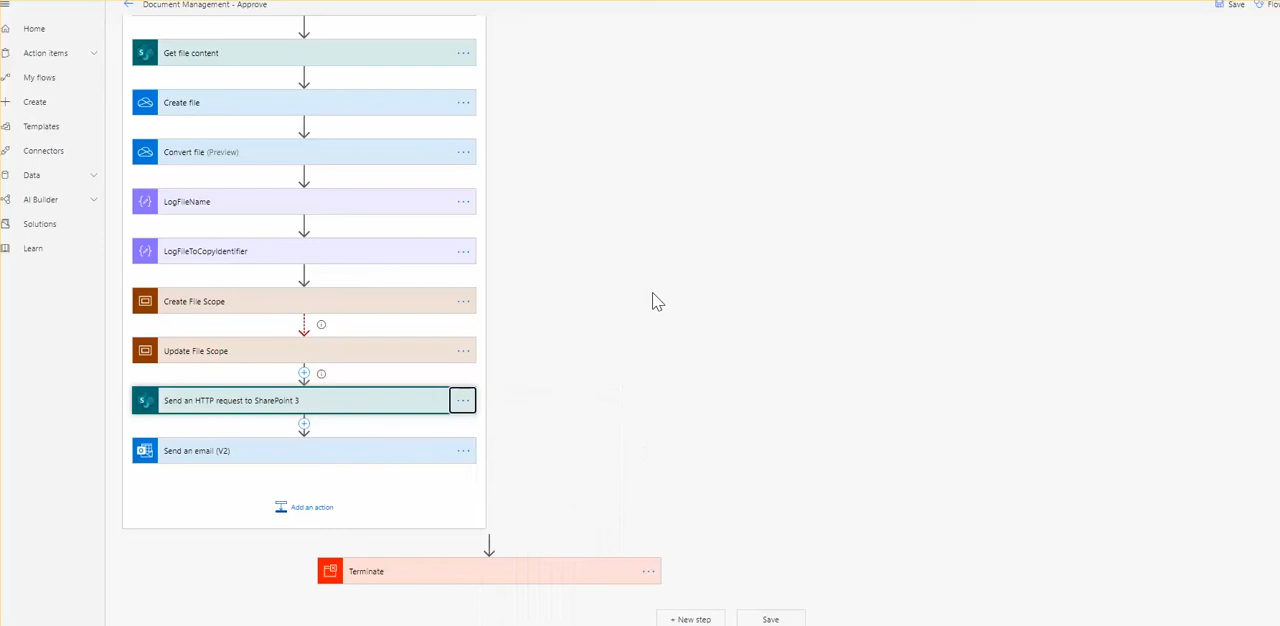 Document Management - Approve
Save
Home
Action items
My flows
Create
Templates
Connectors
Data
AI Builder
Solutions
Learn
Get file content
Create file
Convert file (Preview)
LogFileName
LogFileToCopyIdentifier
Create File Scope
Update File Scope
Send an HTTP request to SharePoint 3
Send an email (V2)
Add an action
Terminate
+ New step
Save